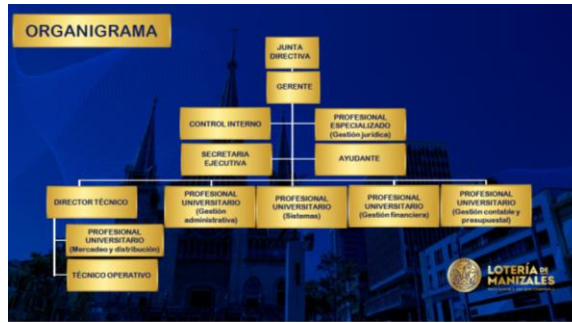 ORGANIGRAMA
JUNTA
DIRECTIVA
GERENTE
CONTROL INTERNO
PROFESIONAL
ESPECIALIZADO
(Gestión jurídica)
SECRETARIA
EJECUTIVA
AYUDANTE
DIRECTOR TÉCNICO
PROFESIONAL
UNIVERSITARIO
(Gestión
administrativa)
PROFESIONAL
UNIVERSITARIO
(Sistemas)
PROFESIONAL
UNIVERSITARIO
(Gestión financiera)
PROFESIONAL
UNIVERSITARIO
(Gestión contable y
presupuestal)
PROFESIONAL
UNIVERSITARIO
(Mercadeo y distribución)
TÉCNICO OPERATIVO
LOTERÍA DE
MANIZALES